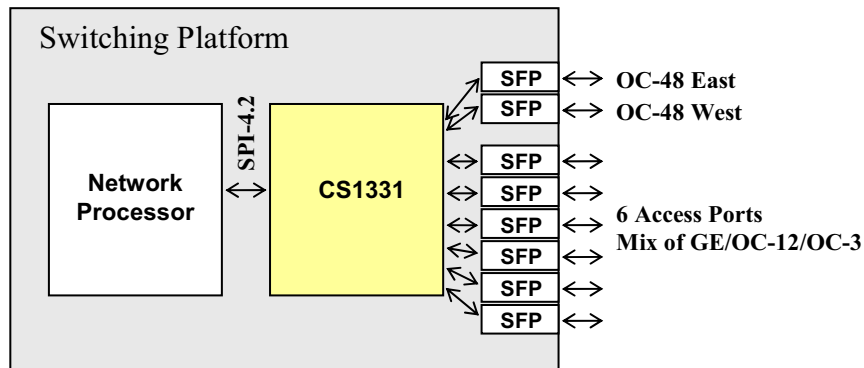 Switching Platform
Network
Processor
SPI-4.2
CS1331
SFP
OC-48 East
SFP
OC-48 West
SFP
SFP
SFP
SFP
SFP
SFP
6 Access Ports
Mix of GE/OC-12/OC-3